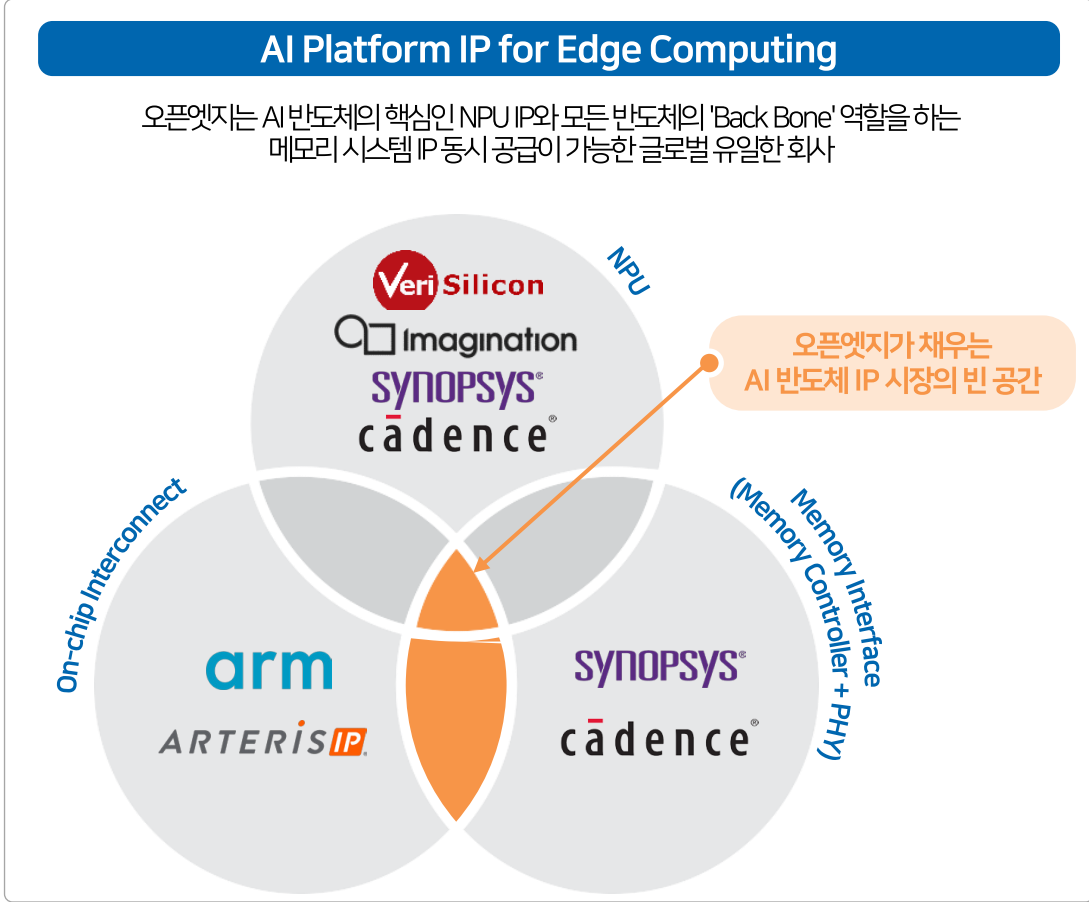 AI Platform IP for Edge Computing
오픈엣지는 AI 반도체의 핵심인 NPU IP와 모든 반도체의 'Back Bone' 역할을 하는
메모리 시스템 IP 동시 공급이 가능한 글로벌 유일한 회사
NPU
VeriSilicon
Imagination
SYNOPSYS®
cādence®
오픈엣지가 채우는
AI 반도체 IP 시장의 빈 공간
On-chip Interconnect
arm
ARTERIS IP
Memory Interface
(Memory Controller + PHY)
SYNOPSYS®
cādence®